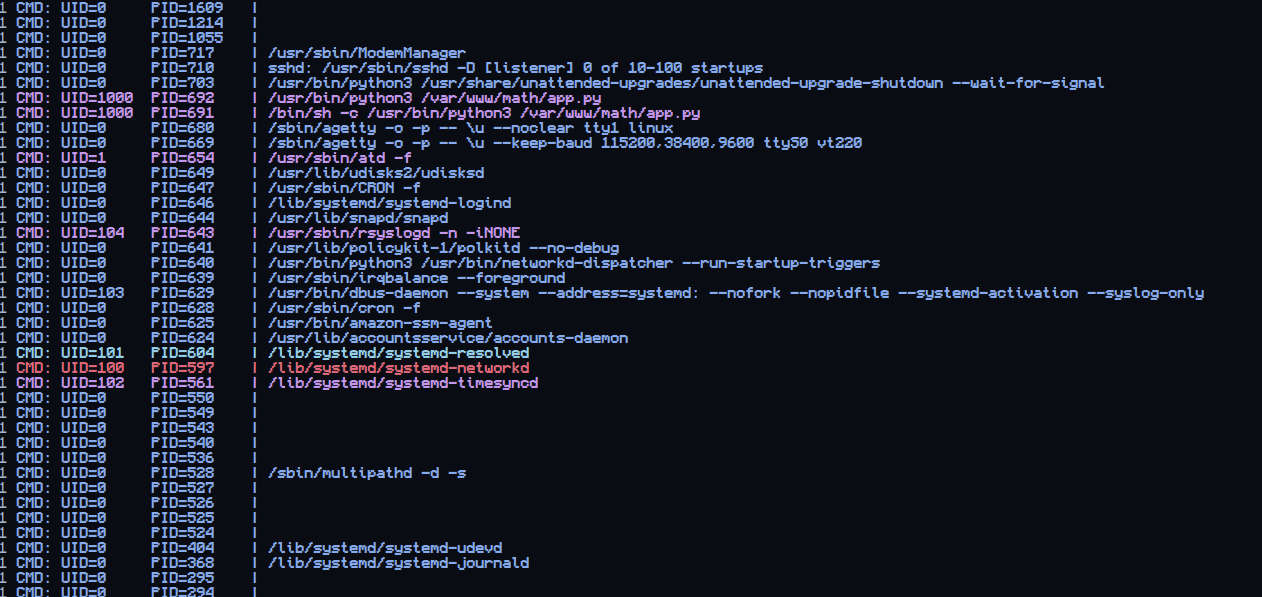 1 CMD: UID=0 PID=1609 |
1 CMD: UID=0 PID=1214 |
1 CMD: UID=0 PID=1055 |
1 CMD: UID=0 PID=717 | /usr/sbin/ModemManager
1 CMD: UID=0 PID=710 | sshd: /usr/sbin/sshd -D [listener] 0 of 10-100 startups
1 CMD: UID=0 PID=703 | /usr/bin/python3 /usr/share/unattended-upgrades/unattended-upgrade-shutdown --wait-for-signal
1 CMD: UID=1000 PID=692 | /usr/bin/python3 /var/www/math/app.py
1 CMD: UID=1000 PID=691 | /bin/sh -c /usr/bin/python3 /var/www/math/app.py
1 CMD: UID=0 PID=680 | /sbin/agetty -o -p -- \u --noclear tty1 linux
1 CMD: UID=0 PID=669 | /sbin/agetty -o -p -- \u --keep-baud 115200,38400,9600 ttyS0 vt220
1 CMD: UID=1 PID=654 | /usr/sbin/atd -f
1 CMD: UID=0 PID=649 | /usr/lib/udisks2/udisksd
1 CMD: UID=0 PID=647 | /usr/sbin/CRON -f
1 CMD: UID=0 PID=646 | /lib/systemd/systemd-logind
1 CMD: UID=0 PID=644 | /usr/lib/snapd/snapd
1 CMD: UID=104 PID=643 | /usr/sbin/rsyslogd -n -iNONE
1 CMD: UID=0 PID=641 | /usr/lib/policykit-1/polkitd --no-debug
1 CMD: UID=0 PID=640 | /usr/bin/python3 /usr/bin/networkd-dispatcher --run-startup-triggers
1 CMD: UID=0 PID=639 | /usr/sbin/irqbalance --foreground
1 CMD: UID=103 PID=629 | /usr/bin/dbus-daemon --system --address=systemd: --nofork --nopidfile --systemd-activation --syslog-only
1 CMD: UID=0 PID=628 | /usr/sbin/cron -f
1 CMD: UID=0 PID=625 | /usr/bin/amazon-ssm-agent
1 CMD: UID=0 PID=624 | /usr/lib/accountsservice/accounts-daemon
1 CMD: UID=101 PID=604 | /lib/systemd/systemd-resolved
1 CMD: UID=100 PID=597 | /lib/systemd/systemd-networkd
1 CMD: UID=102 PID=561 | /lib/systemd/systemd-timesyncd
1 CMD: UID=0 PID=550 |
1 CMD: UID=0 PID=549 |
1 CMD: UID=0 PID=543 |
1 CMD: UID=0 PID=540 |
1 CMD: UID=0 PID=536 |
1 CMD: UID=0 PID=528 | /sbin/multipathd -d -s
1 CMD: UID=0 PID=527 |
1 CMD: UID=0 PID=526 |
1 CMD: UID=0 PID=525 |
1 CMD: UID=0 PID=524 |
1 CMD: UID=0 PID=404 | /lib/systemd/systemd-udevd
1 CMD: UID=0 PID=368 | /lib/systemd/systemd-journald
1 CMD: UID=0 PID=295 |
1 CMD: UID=0 PID=294 |